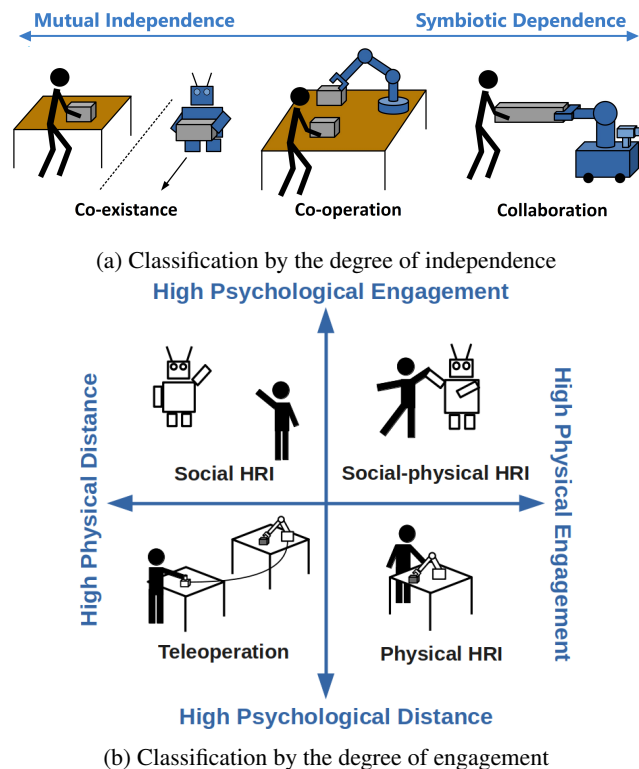 Mutual Independence Symbiotic Dependence
Co-existance Co-operation Collaboration
(a) Classification by the degree of independence
High Psychological Engagement
High Physical Distance
High Physical Engagement
Social HRI Social-physical HRI
Teleoperation Physical HRI
High Psychological Distance
(b) Classification by the degree of engagement